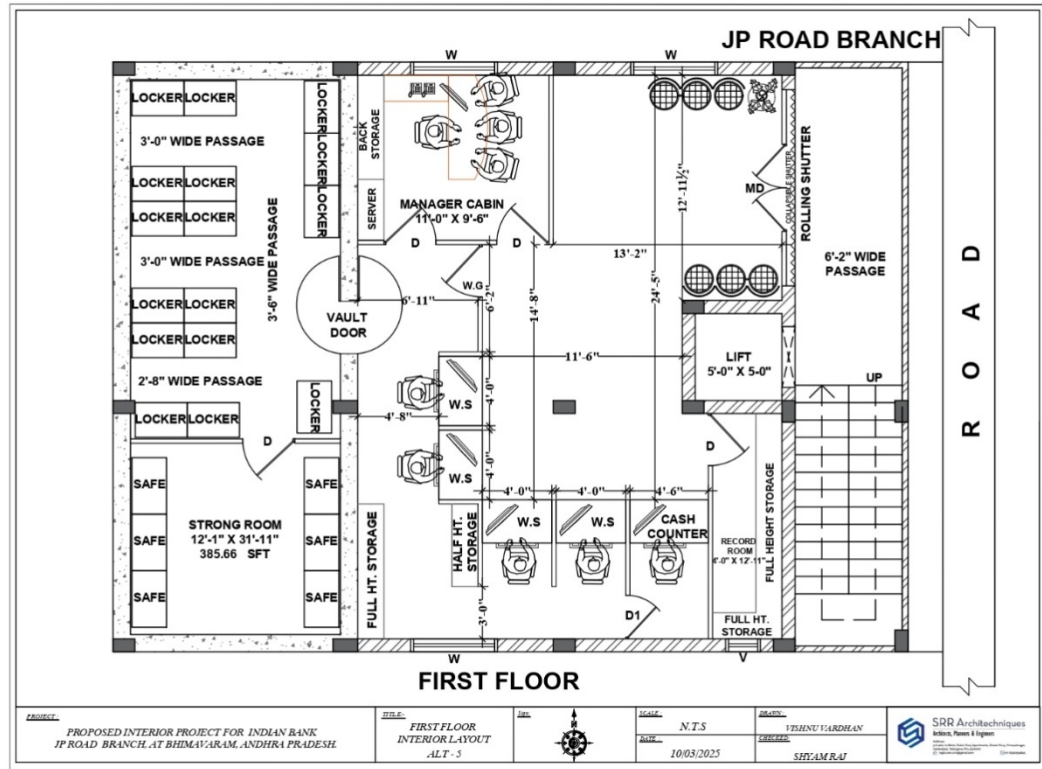 JP ROAD BRANCH
W
W
LOCKER LOCKER
LOCKER
LOCKER
LOCKER
3'-0" WIDE PASSAGE
LOCKER LOCKER
LOCKER LOCKER
3'-0" WIDE PASSAGE
3'-6" WIDE PASSAGE
LOCKER LOCKER
LOCKER LOCKER
2'-8" WIDE PASSAGE
LOCKER
LOCKER LOCKER
D
BACK
STORAGE
SERVER
MANAGER CABIN
11'-0" X 9'-6"
D
D
W.G
VAULT
DOOR
6'-11"
6'-2"
14'-8"
13'-2"
12'-11½"
24'-5"
11'-6"
MD
COLLAPSIBLE SHUTTER
ROLLING SHUTTER
6'-2" WIDE
PASSAGE
ROAD
LIFT
5'-0" X 5-0"
UP
W.S
4'-0"
4'-8"
W.S
4'-0"
D
4'-0"
4'-0"
4'-6"
W.S
W.S
CASH
COUNTER
SAFE
SAFE
SAFE
SAFE
SAFE
SAFE
STRONG ROOM
12'-1" X 31'-11"
385.66 SFT
FULL HT. STORAGE
HALF HT.
STORAGE
3'-0"
D1
RECORD
ROOM
FULL HEIGHT STORAGE
FULL HT.
STORAGE
W
V
FIRST FLOOR
PROJECT:
PROPOSED INTERIOR PROJECT FOR INDIAN BANK
JP ROAD BRANCH, AT BHIMAVARAM, ANDHRA PRADESH.
TITLE:-
FIRST FLOOR
INTERIOR LAYOUT
ALT - 5
SCALE:
N.T.S
DATE:
10/03/2025
DRAWN:
VISHNU VARDHAN
CHECKED:
SHYAM RAJ
SRR Architechniques
Architects, Planners & Engineers